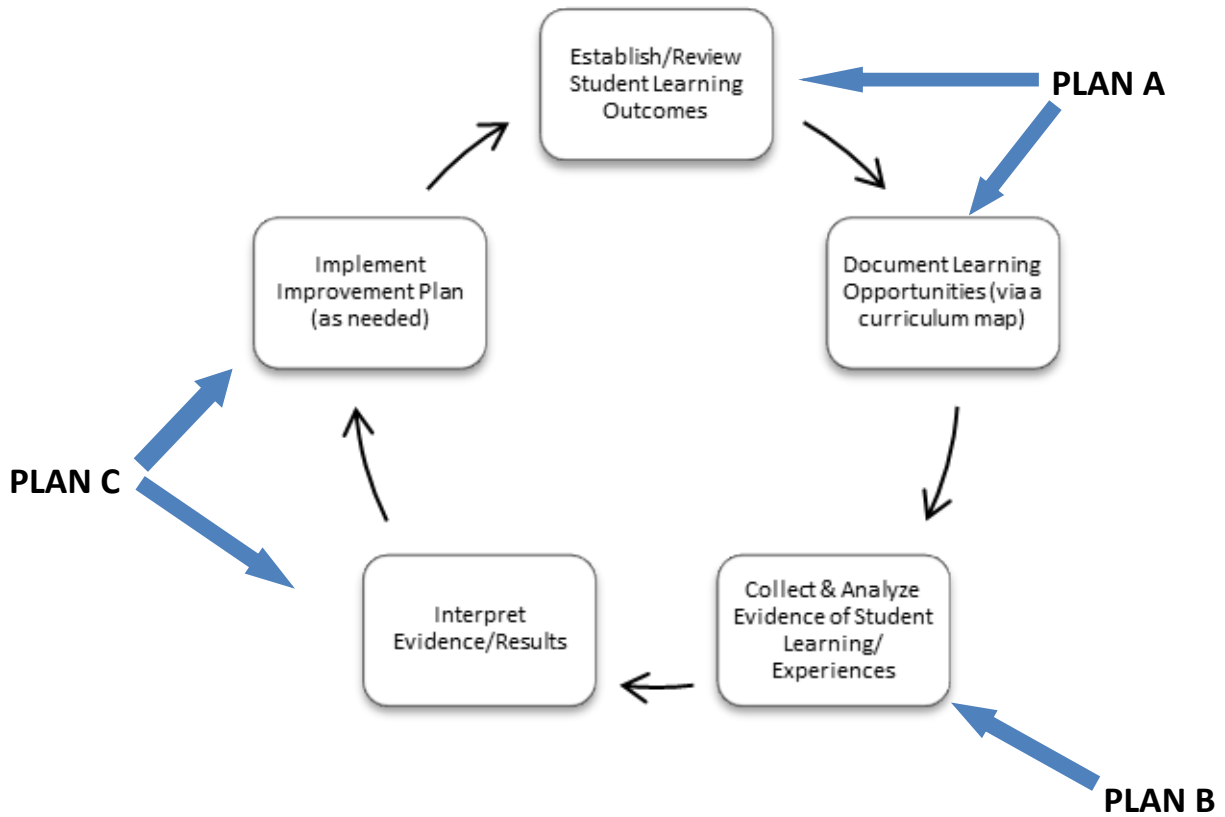 Establish/Review
Student Learning
Outcomes
PLAN A
Document Learning
Opportunities (via a
curriculum map)
Collect & Analyze
Evidence of Student
Learning/
Experiences
PLAN B
Interpret
Evidence/Results
Implement
Improvement Plan
(as needed)
PLAN C